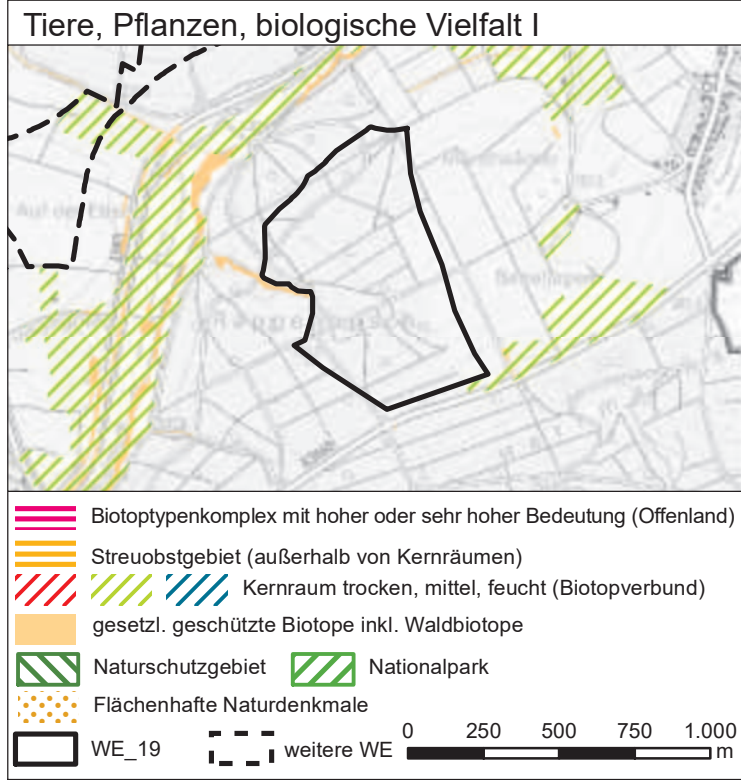 Tiere, Pflanzen, biologische Vielfalt I
Auf der
Biotoptypenkomplex mit hoher oder sehr hoher Bedeutung (Offenland)
Streuobstgebiet (außerhalb von Kernräumen)
Kernraum trocken, mittel, feucht (Biotopverbund)
gesetzl. geschützte Biotope inkl. Waldbiotope
Naturschutzgebiet Nationalpark
Flächenhafte Naturdenkmale
WE_19 weitere WE 0 250 500 750 1.000 m